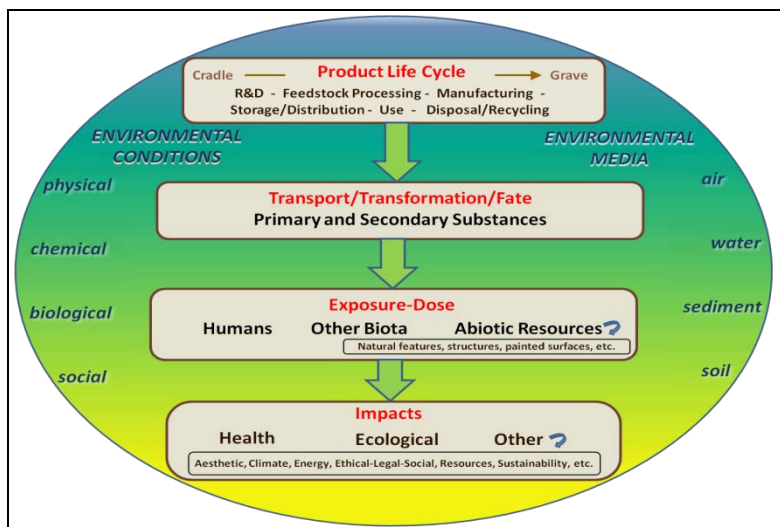 Product Life Cycle
Cradle Grave
R&D - Feedstock Processing - Manufacturing -
Storage/Distribution - Use - Disposal/Recycling
ENVIRONMENTAL
CONDITIONS
physical
chemical
biological
social
ENVIRONMENTAL
MEDIA
air
water
sediment
soil
Transport/Transformation/Fate
Primary and Secondary Substances
Exposure-Dose
Humans Other Biota Abiotic Resources
Natural features, structures, painted surfaces, etc.
Impacts
Health Ecological Other
Aesthetic, Climate, Energy, Ethical-Legal-Social, Resources, Sustainability, etc.